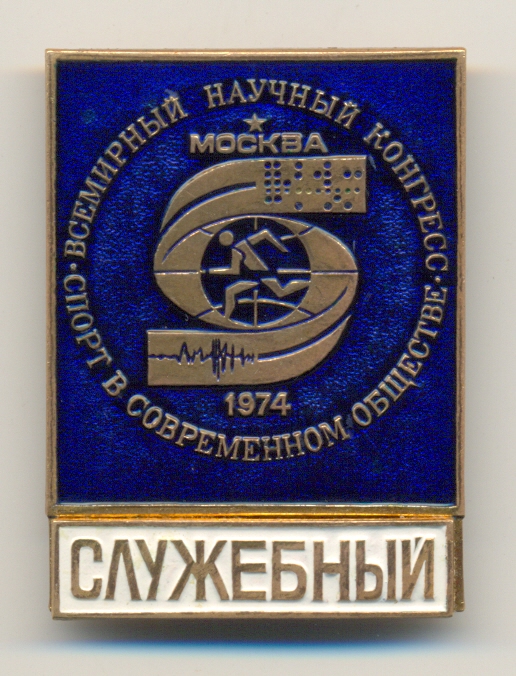 ВСЕМИРНЫЙ НАУЧНЫЙ КОНГРЕСС
МОСКВА
1974
• СПОРТ В СОВРЕМЕННОМ ОБЩЕСТВЕ •
СЛУЖЕБНЫЙ